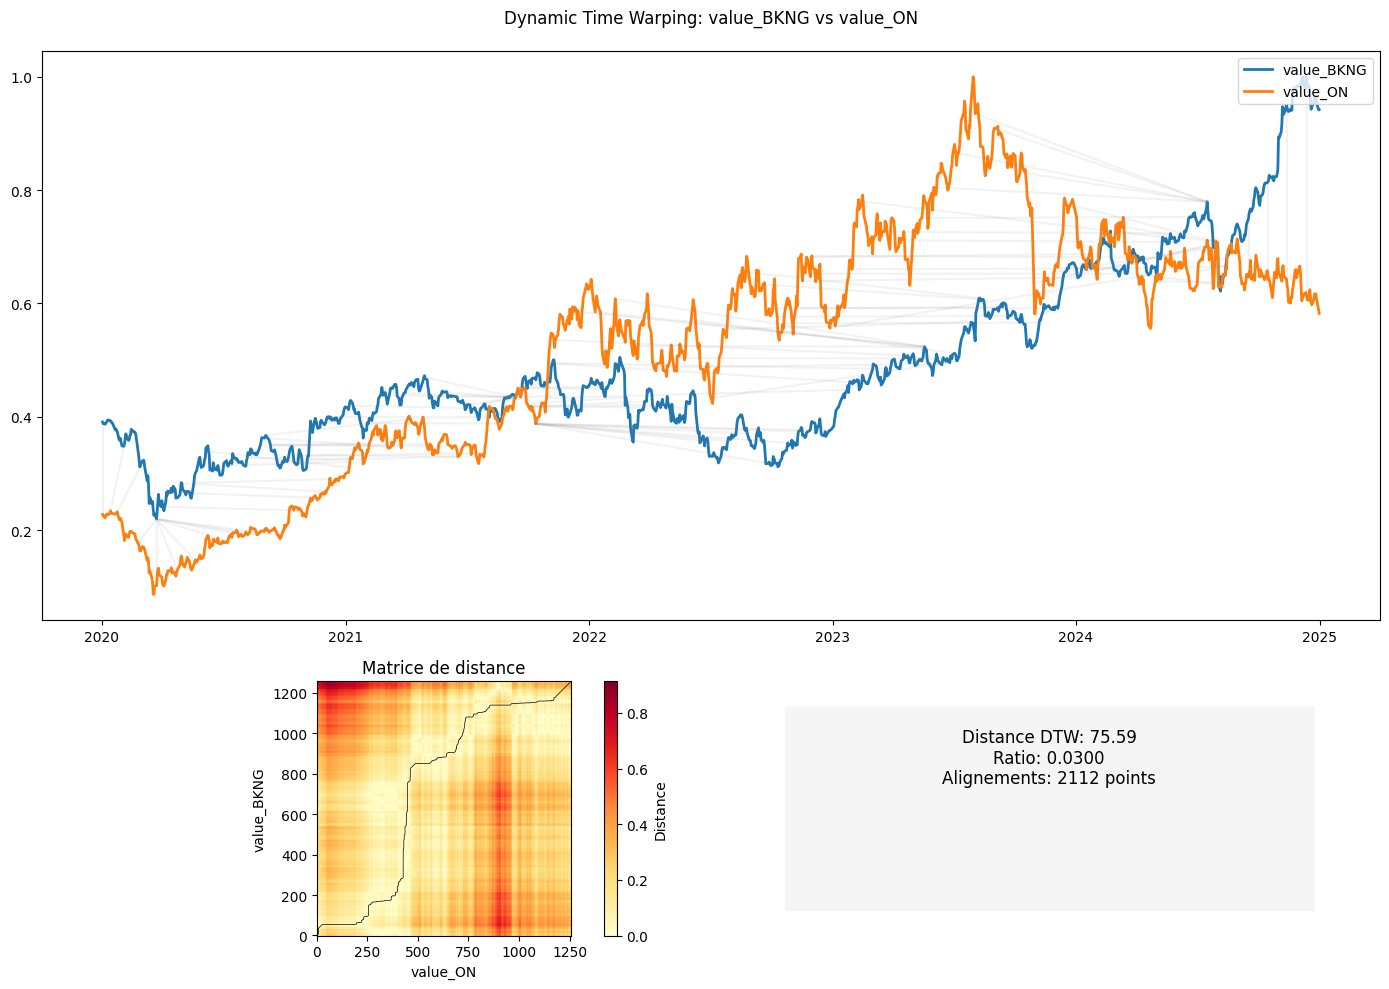 Dynamic Time Warping: value_BKNG vs value_ON
1.0
0.8
0.6
0.4
0.2
value_BKNG
value_ON
2020 2021 2022 2023 2024 2025
Matrice de distance
1200
1000
800
600
400
200
0
value_BKNG
0 250 500 750 1000 1250
value_ON
0.8
0.6
0.4
0.2
0.0
Distance
Distance DTW: 75.59
Ratio: 0.0300
Alignements: 2112 points